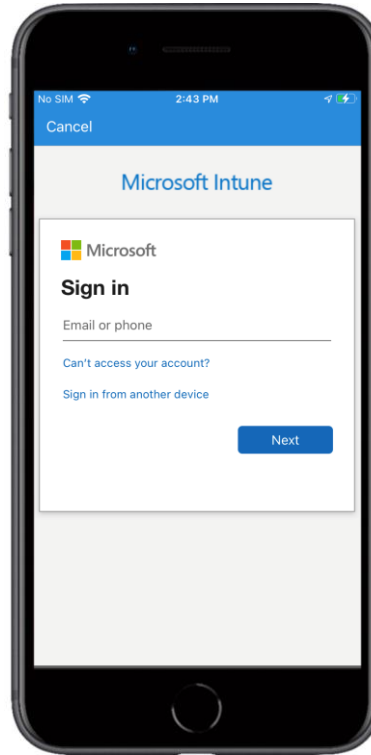 No SIM 2:43 PM
Cancel
Microsoft Intune
Microsoft
Sign in
Email or phone
Can't access your account?
Sign in from another device
Next